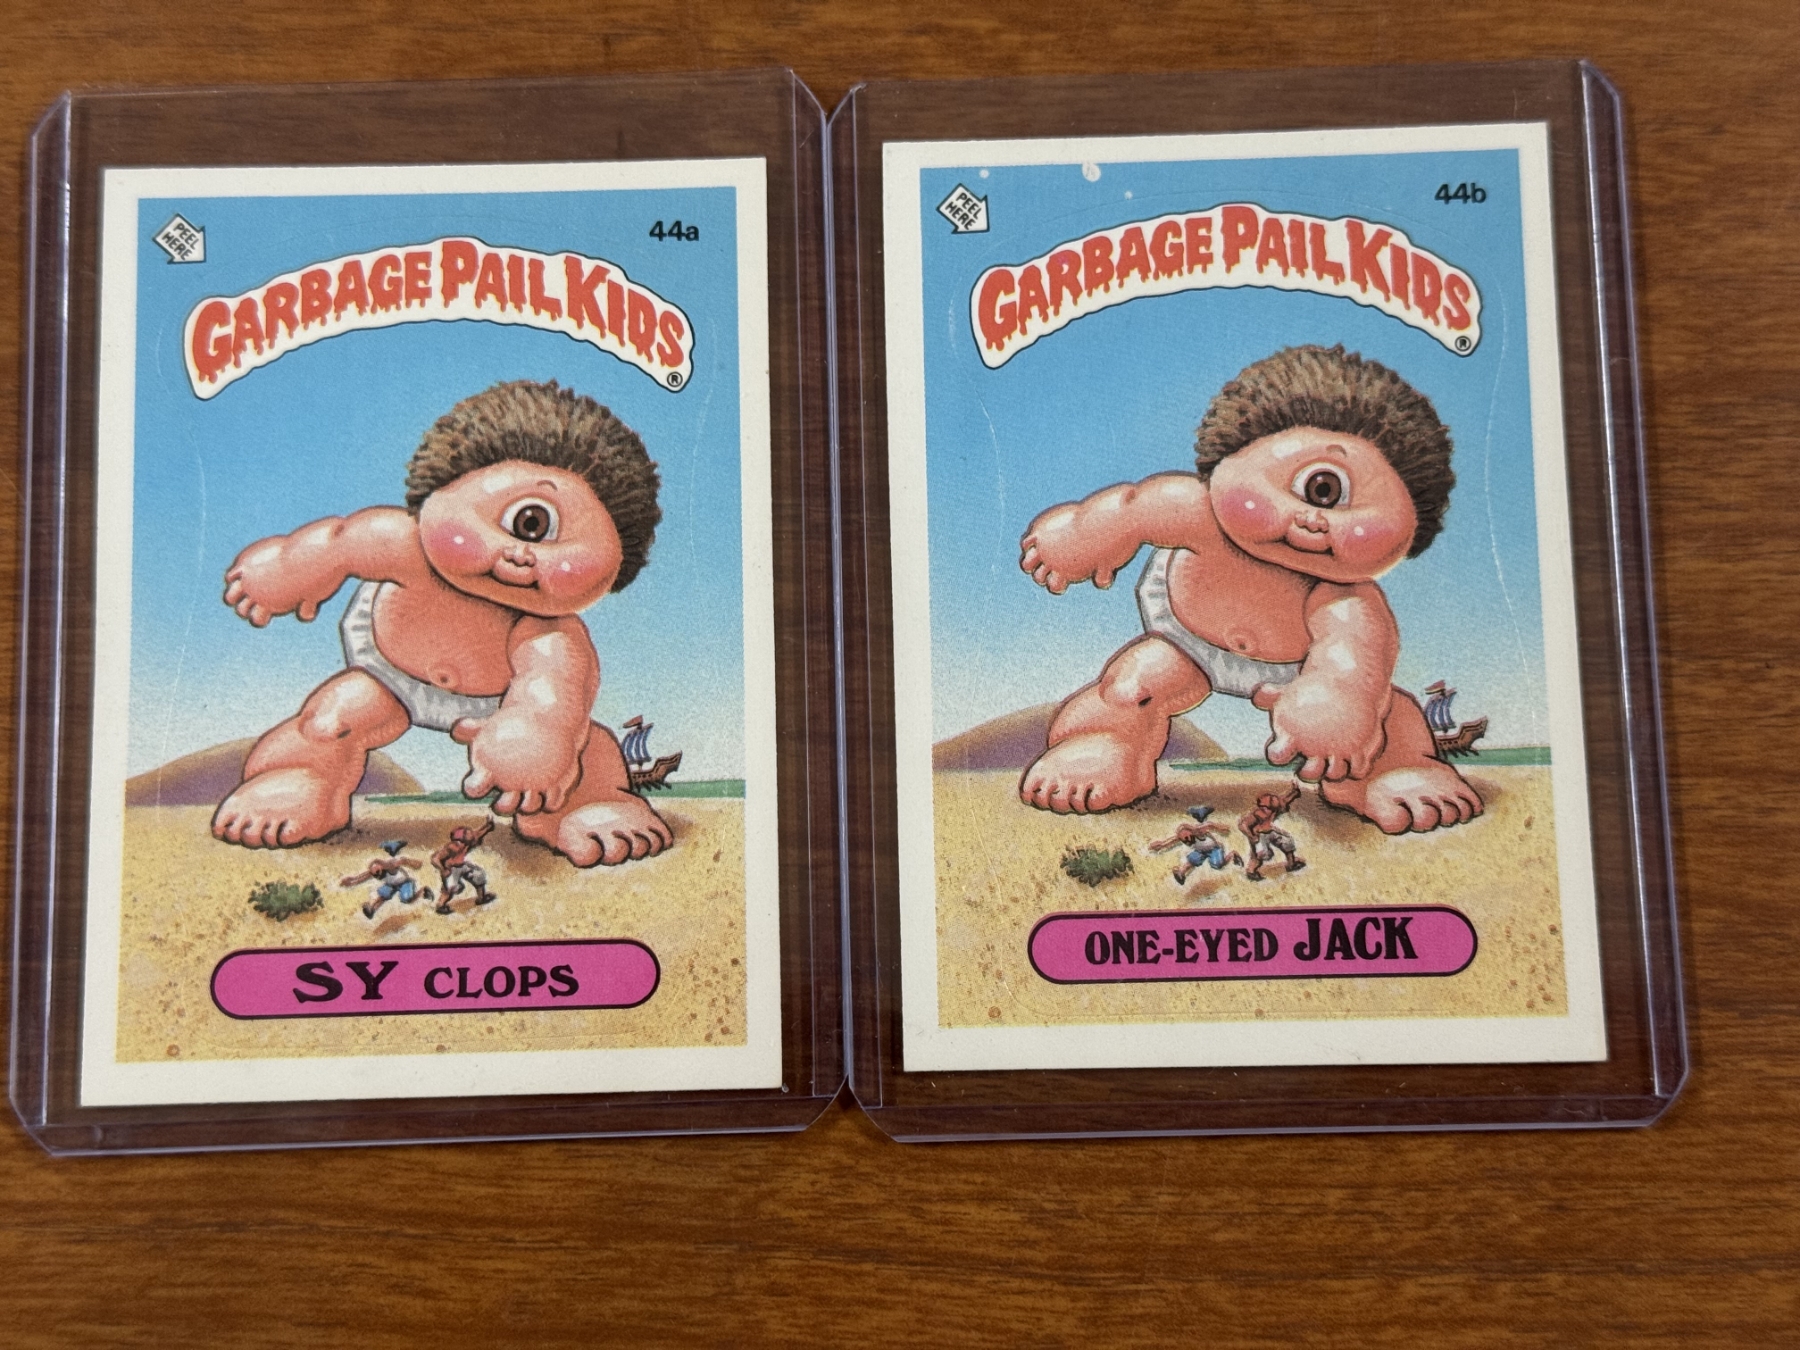 PEEL
HERE
44a
GARBAGE PAIL KIDS®
SY CLOPS
PEEL
HERE
44b
GARBAGE PAIL KIDS®
ONE-EYED JACK